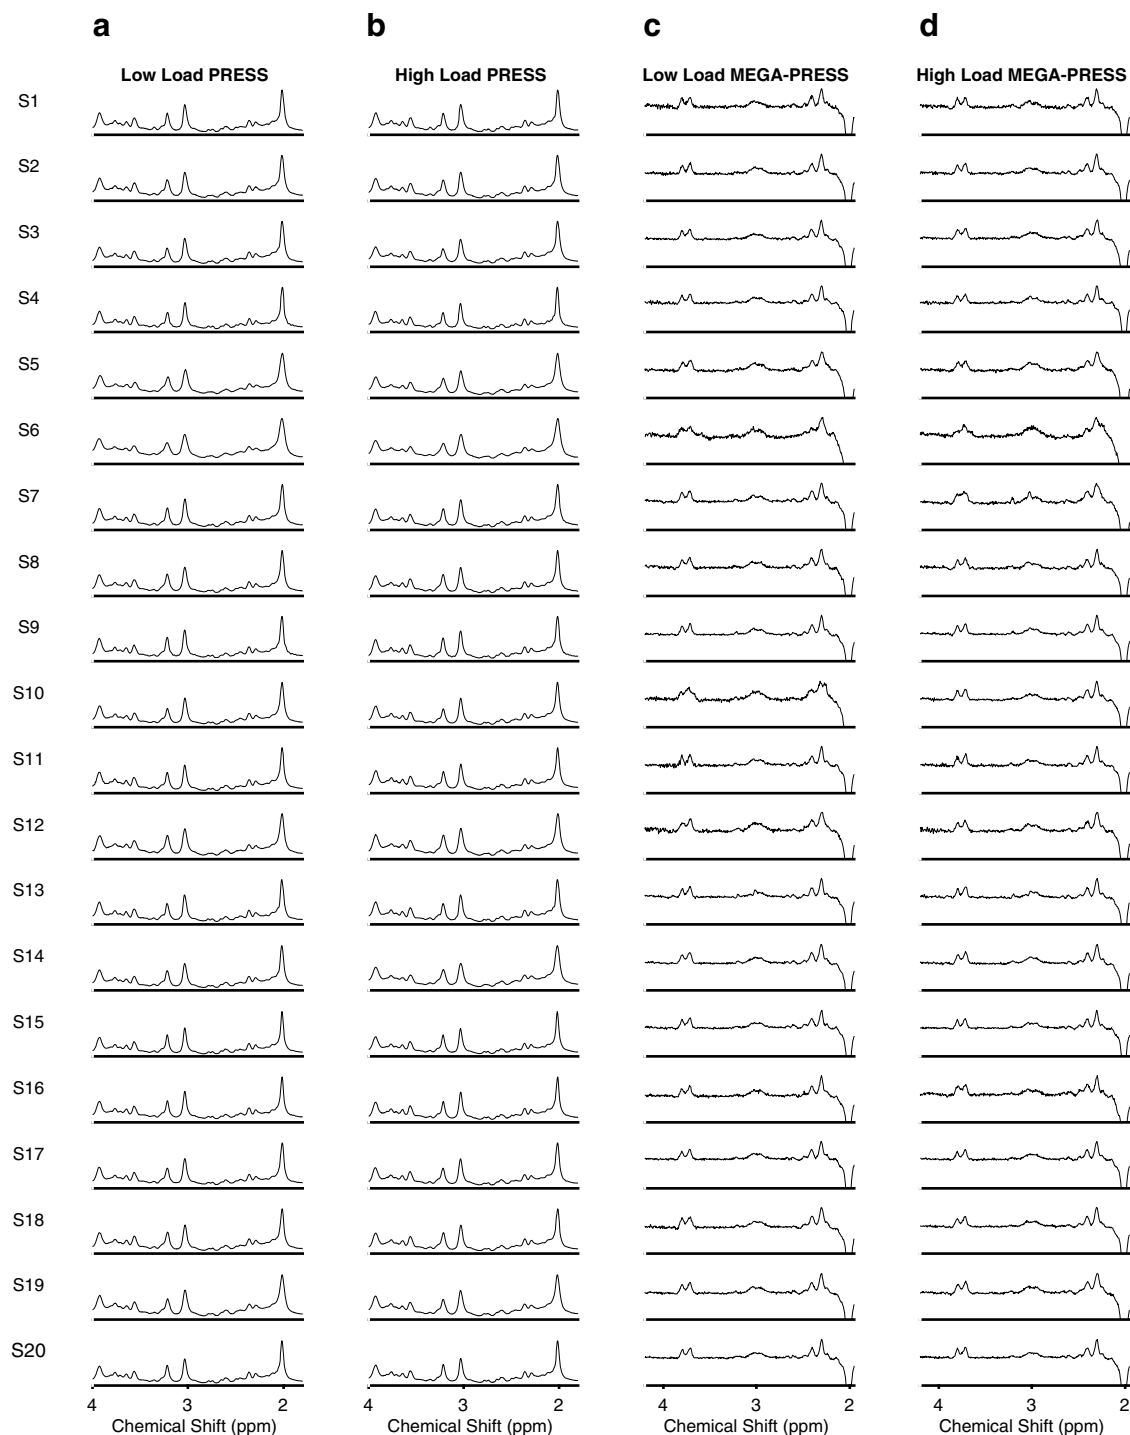 a b c d
Low Load PRESS High Load PRESS Low Load MEGA-PRESS High Load MEGA-PRESS
S1
S2
S3
S4
S5
S6
S7
S8
S9
S10
S11
S12
S13
S14
S15
S16
S17
S18
S19
S20
4 3 2 4 3 2 4 3 2 4 3 2
Chemical Shift (ppm) Chemical Shift (ppm) Chemical Shift (ppm) Chemical Shift (ppm)